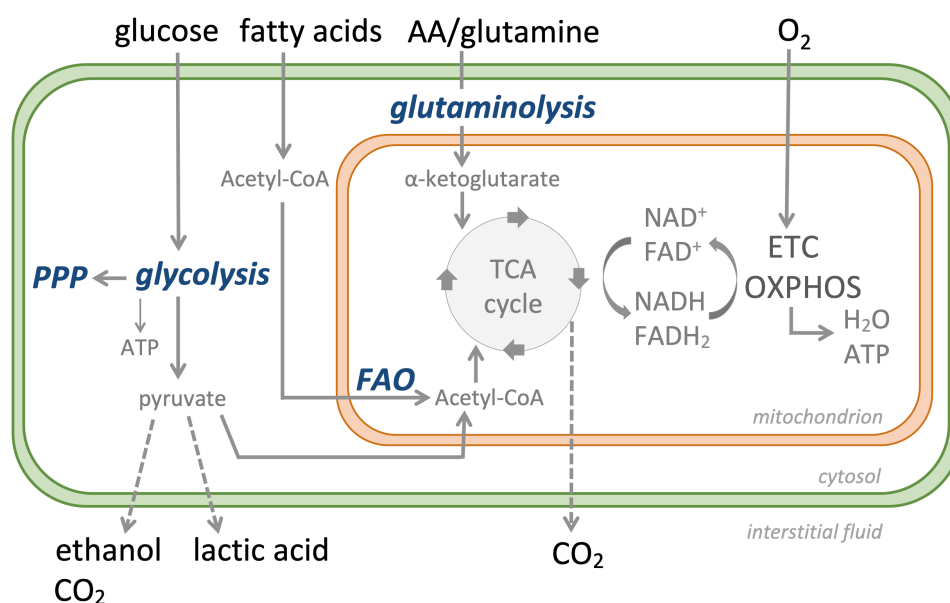 glucose
fatty acids
AA/glutamine
O₂
glutaminolysis
Acetyl-CoA
α-ketoglutarate
NAD⁺
FAD⁺
ETC
OXPHOS
PPP
glycolysis
TCA
cycle
NADH
FADH₂
H₂O
ATP
ATP
FAO
pyruvate
Acetyl-CoA
mitochondrion
cytosol
interstitial fluid
ethanol
CO₂
lactic acid
CO₂